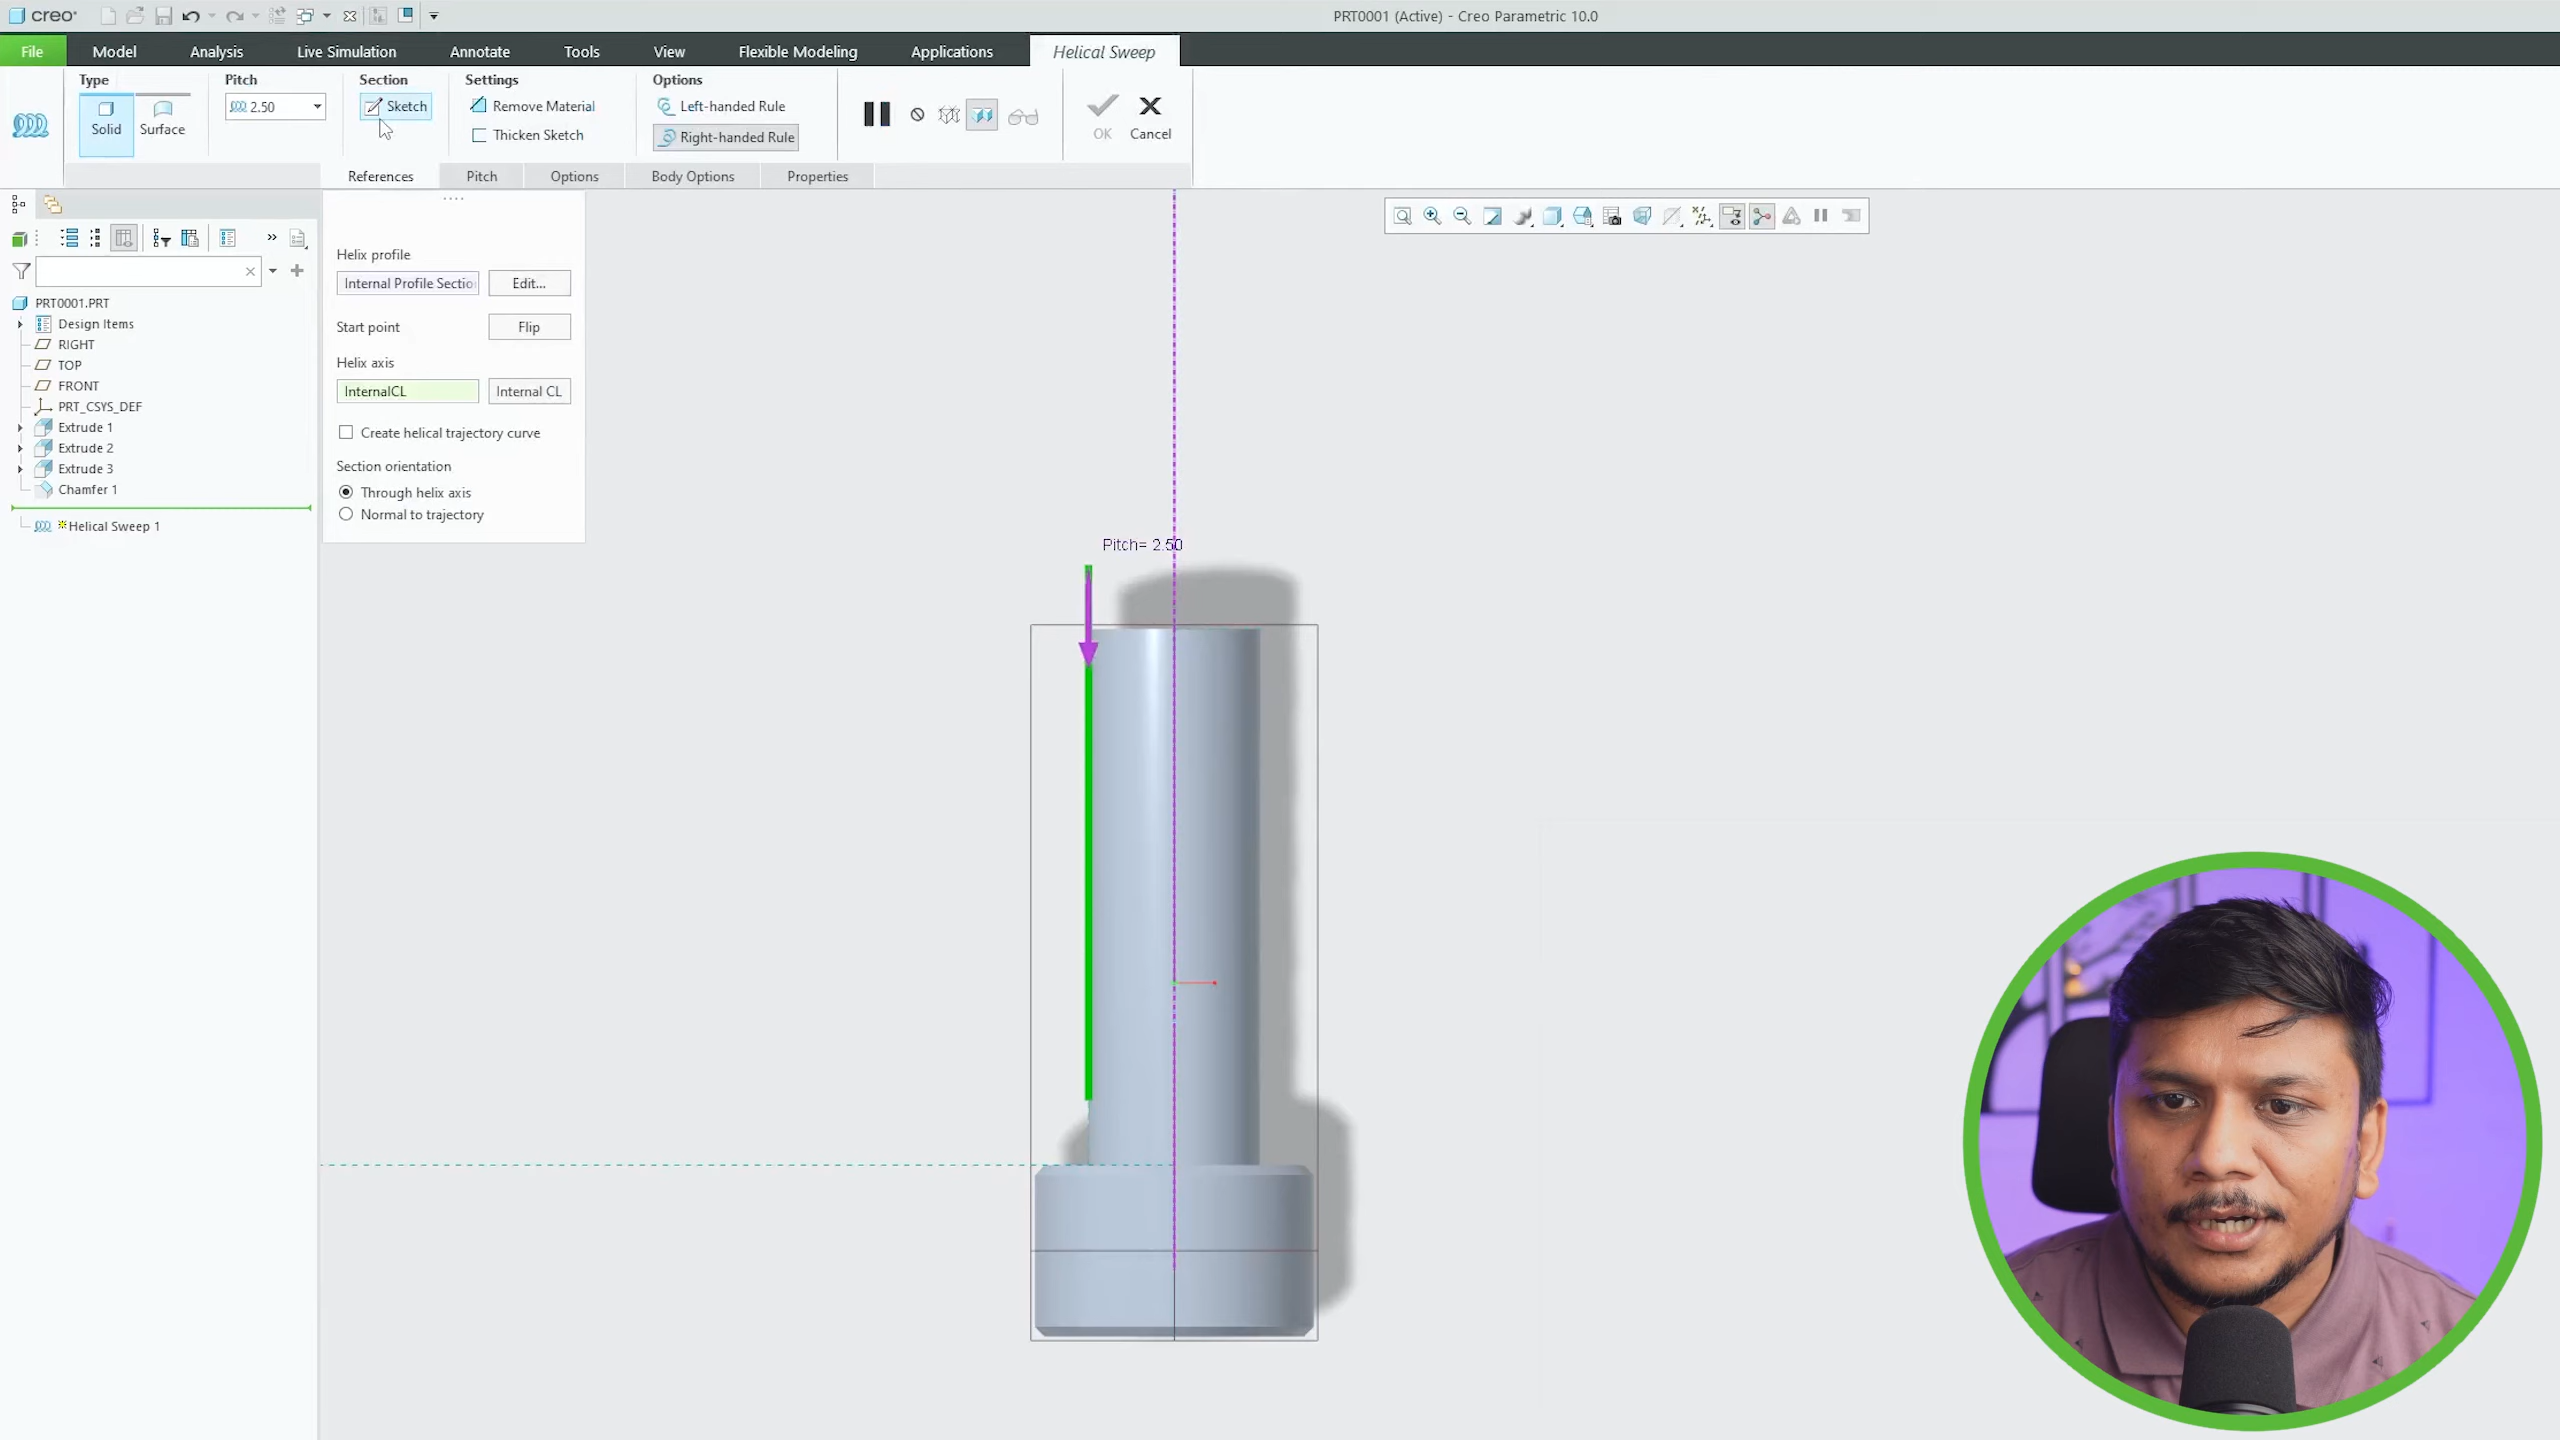 creo
PRT0001 (Active) - Creo Parametric 10.0
File Model Analysis Live Simulation Annotate Tools View Flexible Modeling Applications Helical Sweep
Type Pitch Section Settings Options
Solid Surface 2.50 Sketch Remove Material Left-handed Rule OK Cancel
Thicken Sketch Right-handed Rule
References Pitch Options Body Options Properties
PRT0001.PRT
Design Items
RIGHT
TOP
FRONT
PRT_CSYS_DEF
Extrude 1
Extrude 2
Extrude 3
Chamfer 1
Helical Sweep 1
Helix profile
Internal Profile Sectio Edit...
Start point Flip
Helix axis
InternalCL Internal CL
Create helical trajectory curve
Section orientation
Through helix axis
Normal to trajectory
Pitch= 2.50